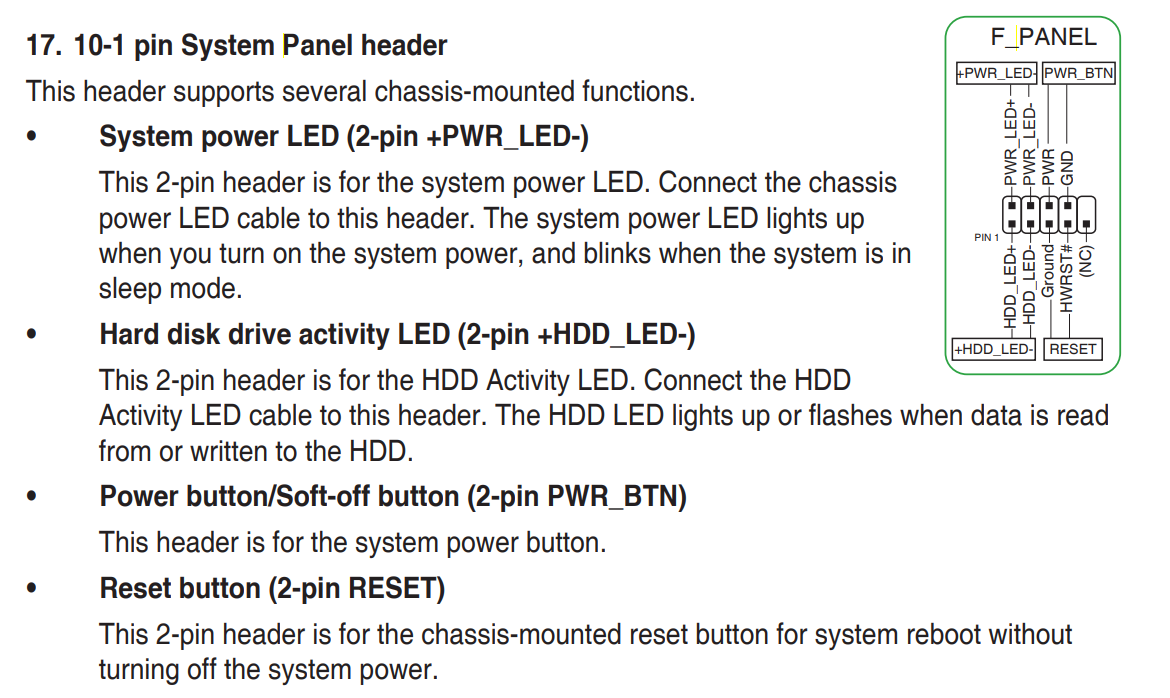 17. 10-1 pin System Panel header
This header supports several chassis-mounted functions.
• System power LED (2-pin +PWR_LED-)
This 2-pin header is for the system power LED. Connect the chassis
power LED cable to this header. The system power LED lights up
when you turn on the system power, and blinks when the system is in
sleep mode.
• Hard disk drive activity LED (2-pin +HDD_LED-)
This 2-pin header is for the HDD Activity LED. Connect the HDD
Activity LED cable to this header. The HDD LED lights up or flashes when data is read
from or written to the HDD.
• Power button/Soft-off button (2-pin PWR_BTN)
This header is for the system power button.
• Reset button (2-pin RESET)
This 2-pin header is for the chassis-mounted reset button for system reboot without
turning off the system power.
F_PANEL
+PWR_LED- PWR_BTN
PWR_LED+
PWR_LED-
PWR
GND
PIN 1
HDD_LED+
HDD_LED-
Ground
HWRST#
(NC)
+HDD_LED- RESET